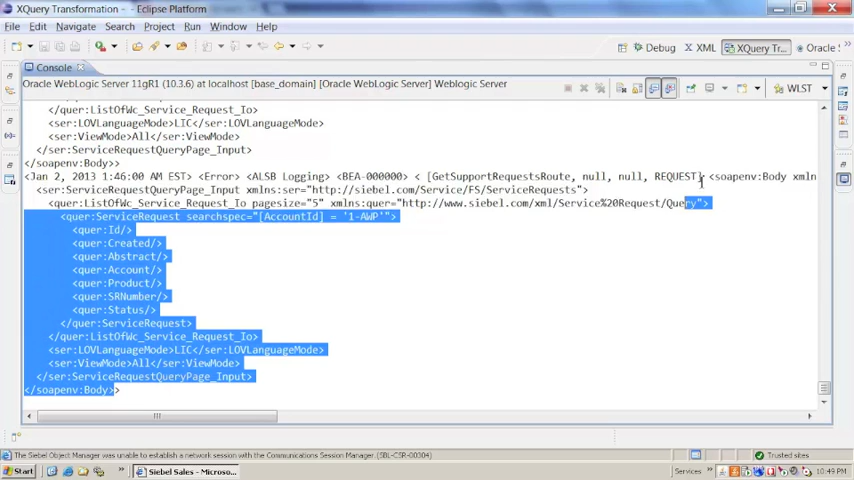 XQuery Transformation - Eclipse Platform
File Edit Navigate Search Project Run Window Help
Debug XML XQuery Tr... Oracle
Console
Oracle WebLogic Server 11gR1 (10.3.6) at localhost [base_domain] [Oracle WebLogic Server] Weblogic Server
WLST
</quer:ListOfWc_Service_Request_Io>
<ser:LOVLanguageMode>LIC</ser:LOVLanguageMode>
<ser:ViewMode>All</ser:ViewMode>
</ser:ServiceRequestQueryPage_Input>
</soapenv:Body>>
<Jan 2, 2013 1:46:00 AM EST> <Error> <ALSB Logging> <BEA-000000> < [GetSupportRequestsRoute, null, null, REQUEST] <soapenv:Body xmln
<ser:ServiceRequestQueryPage_Input xmlns:ser="http://siebel.com/Service/FS/ServiceRequests">
<quer:ListOfWc_Service_Request_Io pagesize="5" xmlns:quer="http://www.siebel.com/xml/Service%20Request/Query">
<quer:ServiceRequest searchspec="[AccountId] = '1-AWP'">
<quer:Id/>
<quer:Created/>
<quer:Abstract/>
<quer:Account/>
<quer:Product/>
<quer:SRNumber/>
<quer:Status/>
</quer:ServiceRequest>
</quer:ListOfWc_Service_Request_Io>
<ser:LOVLanguageMode>LIC</ser:LOVLanguageMode>
<ser:ViewMode>All</ser:ViewMode>
</ser:ServiceRequestQueryPage_Input>
</soapenv:Body>>
The Siebel Object Manager was unable to establish a network session with the Communications Session Manager. (SBL-CSR-00304)
Trusted sites
Start
Siebel Sales - Microso...
Services
10:49 PM